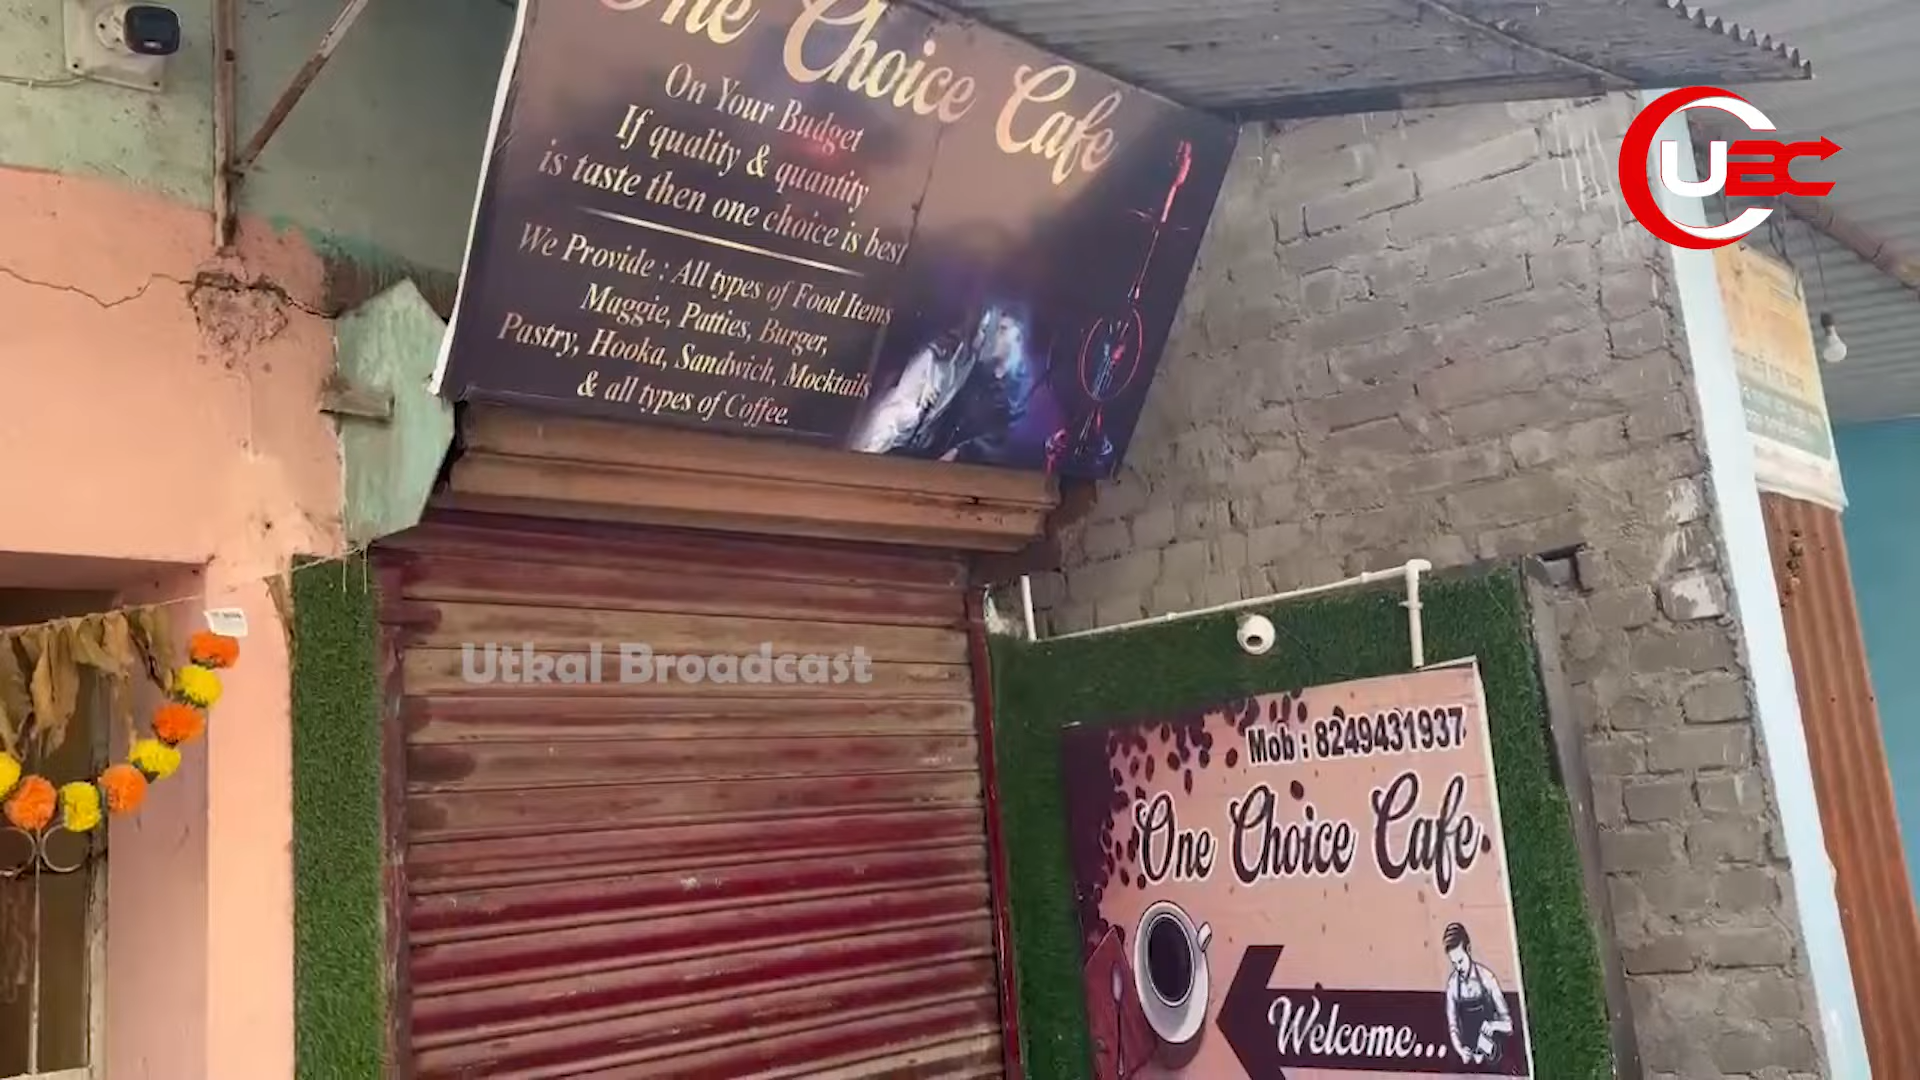 One Choice Cafe
On Your Budget
If quality & quantity
is taste then one choice is best
We Provide : All types of Food Items
Maggie, Patties, Burger,
Pastry, Hooka, Sandwich, Mocktails
& all types of Coffee.
UBC
Utkal Broadcast
Mob : 8249431937
One Choice Cafe
Welcome...